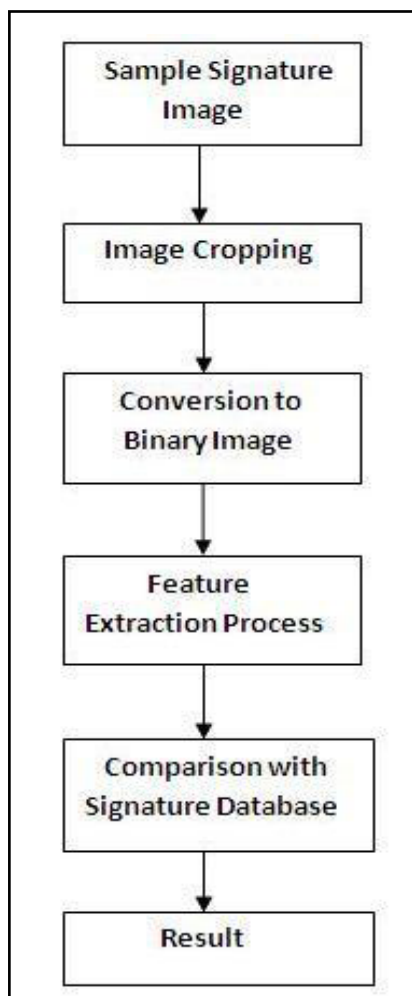 Sample Signature
Image
Image Cropping
Conversion to
Binary Image
Feature
Extraction Process
Comparison with
Signature Database
Result